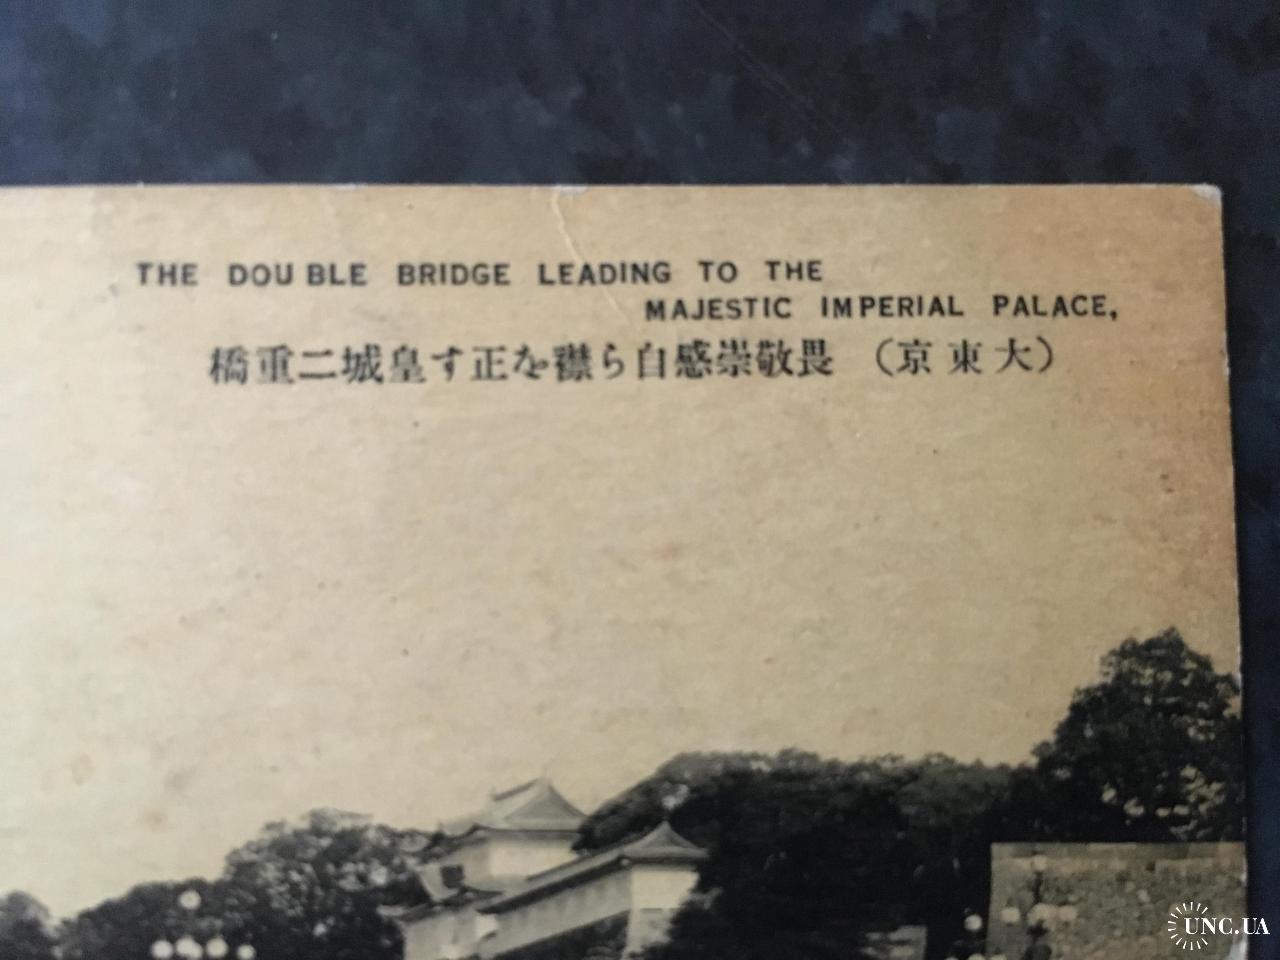 THE DOUBLE BRIDGE LEADING TO THE
MAJESTIC IMPERIAL PALACE,
（大東京） 畏敬崇感自ら襟を正す皇城二重橋
UNC.UA